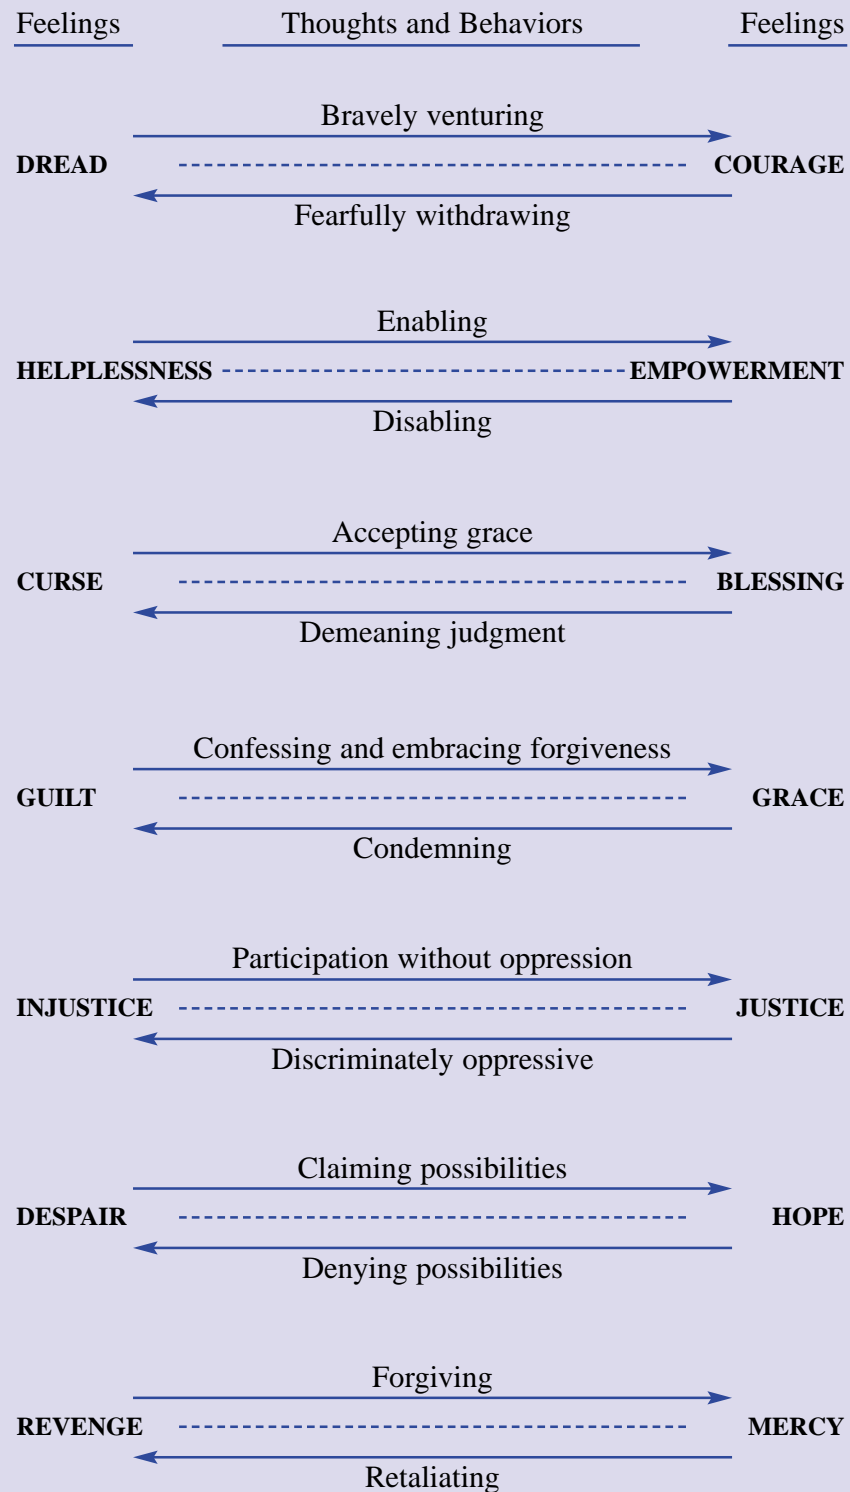 Feelings Thoughts and Behaviors Feelings
Bravely venturing
DREAD COURAGE
Fearfully withdrawing
Enabling
HELPLESSNESS EMPOWERMENT
Disabling
Accepting grace
CURSE BLESSING
Demeaning judgment
Confessing and embracing forgiveness
GUILT GRACE
Condemning
Participation without oppression
INJUSTICE JUSTICE
Discriminately oppressive
Claiming possibilities
DESPAIR HOPE
Denying possibilities
Forgiving
REVENGE MERCY
Retaliating